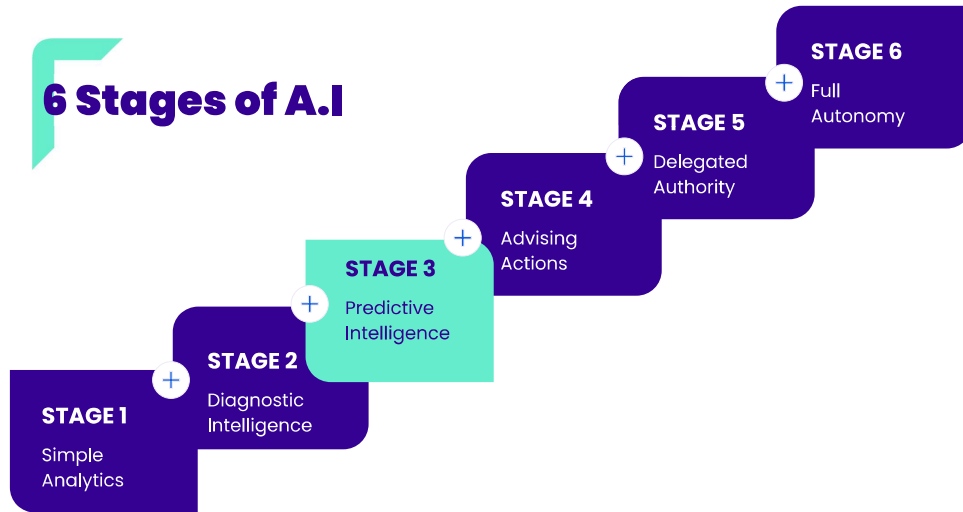 6 Stages of A.I
STAGE 1
Simple
Analytics
STAGE 2
Diagnostic
Intelligence
STAGE 3
Predictive
Intelligence
STAGE 4
Advising
Actions
STAGE 5
Delegated
Authority
STAGE 6
Full
Autonomy